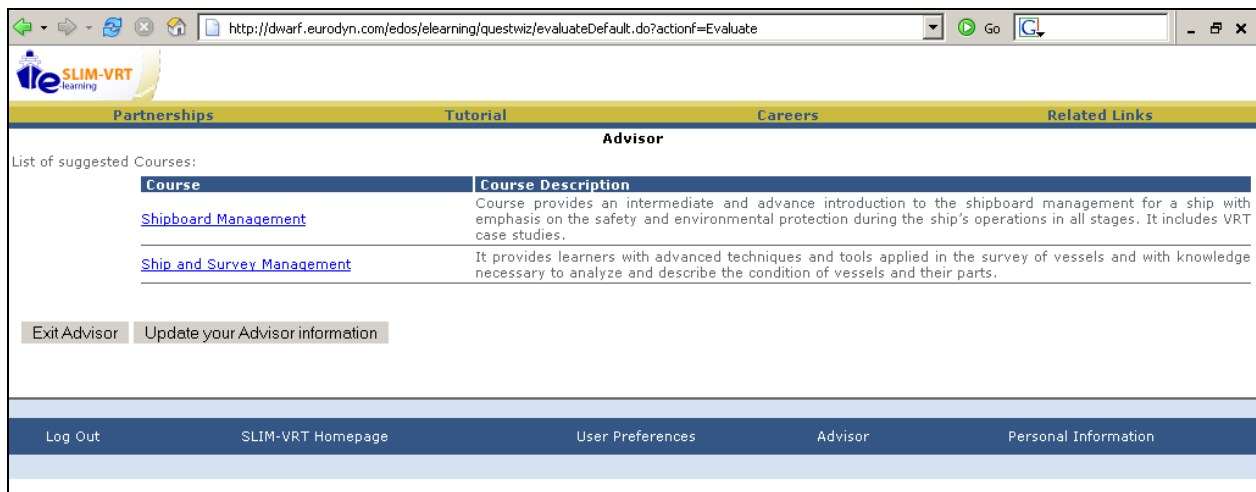 http://dwarf.eurodyn.com/edos/elearning/questwiz/evaluateDefault.do?actionf=Evaluate Go G
SLIM-VRT
e-learning
Partnerships Tutorial Careers Related Links
Advisor
List of suggested Courses:
Course Course Description
Shipboard Management
Course provides an intermediate and advance introduction to the shipboard management for a ship with
emphasis on the safety and environmental protection during the ship's operations in all stages. It includes VRT
case studies.
Ship and Survey Management
It provides learners with advanced techniques and tools applied in the survey of vessels and with knowledge
necessary to analyze and describe the condition of vessels and their parts.
Exit Advisor Update your Advisor information
Log Out SLIM-VRT Homepage User Preferences Advisor Personal Information